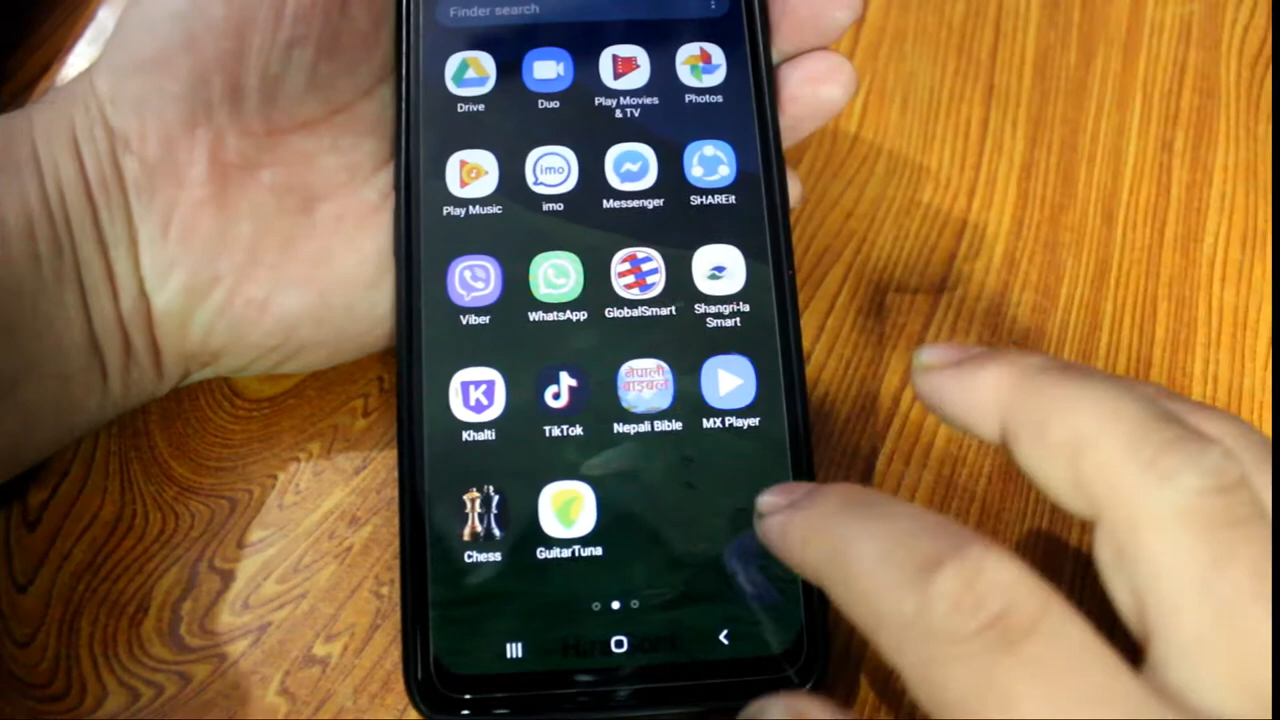 Finder search
Drive
Duo
Play Movies
& TV
Photos
Play Music
imo
imo
Messenger
SHAREit
Viber
WhatsApp
GlobalSmart
Shangri-la
Smart
K
Khalti
TikTok
नेपाली
बाइबल
Nepali Bible
MX Player
Chess
GuitarTuna